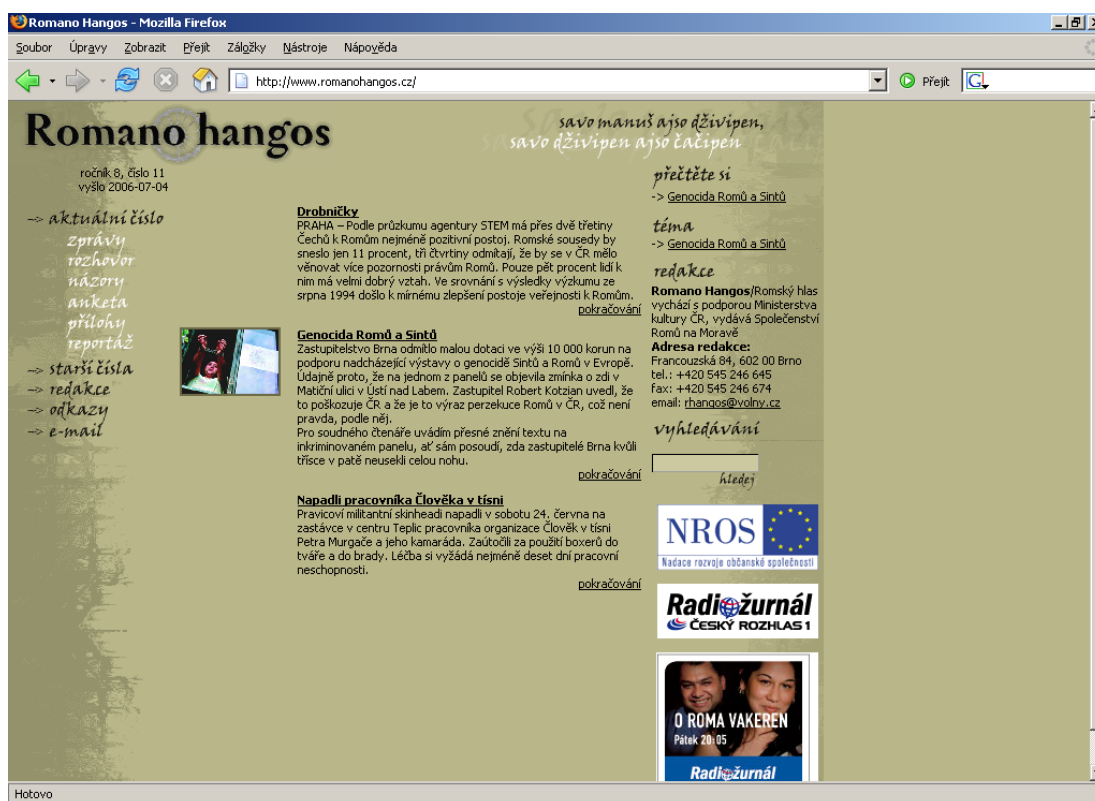 Romano Hangos - Mozilla Firefox
Soubor Úpravy Zobrazit Přejít Záložky Nástroje Nápověda
http://www.romanohangos.cz/
Přejít
Romano hangos
savo manuš ajso dživipen,
savo dživipen ajso čačipen
ročník 8, číslo 11
vyšlo 2006-07-04
-> aktuální číslo
zprávy
rozhovor
názory
anketa
přílohy
reportáž
-> starší čísla
-> redakce
-> odkazy
-> e-mail
Drobničky
PRAHA – Podle průzkumu agentury STEM má přes dvě třetiny
Čechů k Romům nejméně pozitivní postoj. Romské sousedy by
sneslo jen 11 procent, tři čtvrtiny odmítají, že by se v ČR mělo
věnovat více pozornosti právům Romů. Pouze pět procent lidí k
nim má velmi dobrý vztah. Ve srovnání s výsledky výzkumu ze
srpna 1994 došlo k mírnému zlepšení postoje veřejnosti k Romům.
pokračování
Genocida Romů a Sintů
Zastupitelstvo Brna odmítlo malou dotaci ve výši 10 000 korun na
podporu nadcházející výstavy o genocidě Sintů a Romů v Evropě.
Údajně proto, že na jednom z panelů se objevila zmínka o zdi v
Matiční ulici v Ústí nad Labem. Zastupitel Robert Kotzian uvedl, že
to poškozuje ČR a že je to výraz perzekuce Romů v ČR, což není
pravda, podle něj.
Pro soudného čtenáře uvádím přesné znění textu na
inkriminovaném panelu, ať sám posoudí, zda zastupitelé Brna kvůli
třísce v patě neusekli celou nohu.
pokračování
Napadli pracovníka Člověka v tísni
Pravicoví militantní skinheadi napadli v sobotu 24. června na
zastávce v centru Teplic pracovníka organizace Člověk v tísni
Petra Murgače a jeho kamaráda. Zaútočili za použití boxerů do
tváře a do brady. Léčba si vyžádá nejméně deset dní pracovní
neschopnosti.
pokračování
přečtěte si
-> Genocida Romů a Sintů
téma
-> Genocida Romů a Sintů
redakce
Romano Hangos/Romský hlas
vychází s podporou Ministerstva
kultury ČR, vydává Společenství
Romů na Moravě
Adresa redakce:
Francouzská 84, 602 00 Brno
tel.: +420 545 246 645
fax: +420 545 246 674
email: rhangos@volny.cz
vyhledávání
hledej
NROS
Nadace rozvoje občanské společnosti
Radiožurnál
ČESKÝ ROZHLAS 1
O ROMA VAKEREN
Pátek 20:05
Radiožurnál
Hotovo